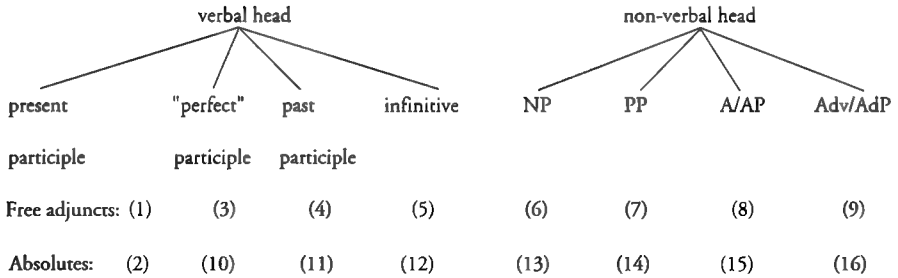 verbal head non-verbal head
present "perfect" past infinitive NP PP A/AP Adv/AdP
participle participle participle
Free adjuncts: (1) (3) (4) (5) (6) (7) (8) (9)
Absolutes: (2) (10) (11) (12) (13) (14) (15) (16)